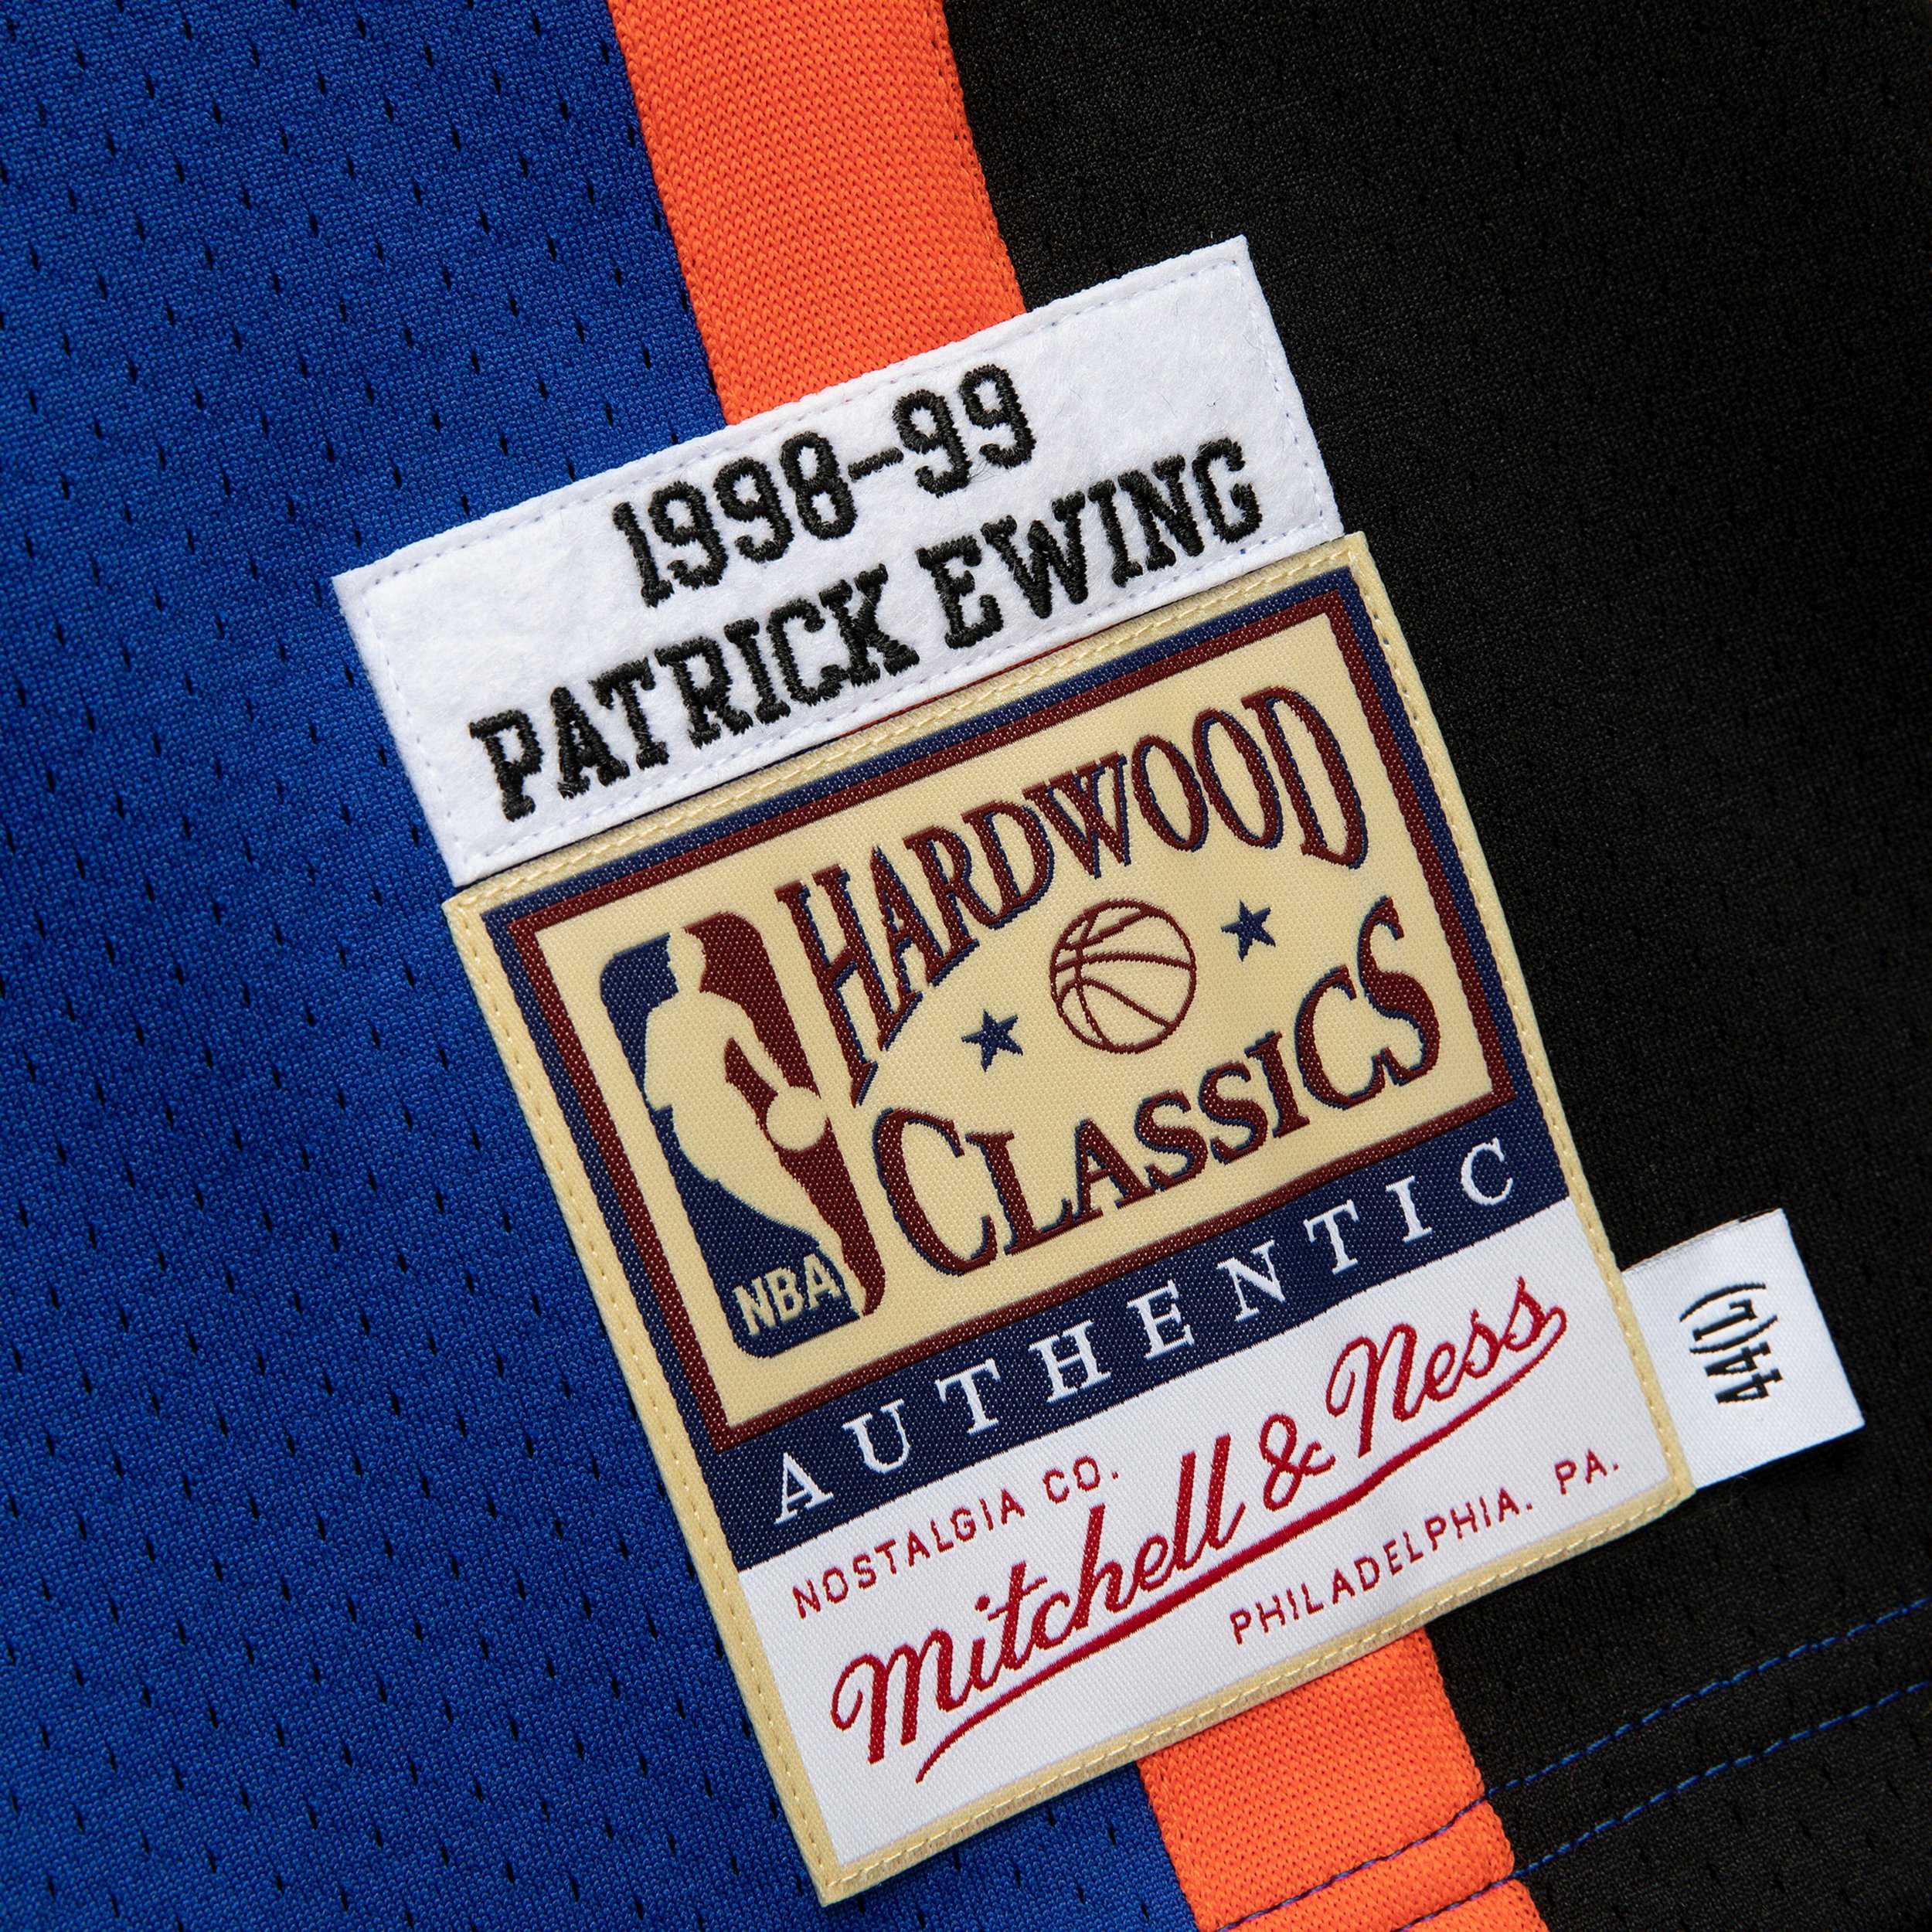 1998-99
PATRICK EWING
HARDWOOD
CLASSICS
NBA
AUTHENTIC
NOSTALGIA CO.
Mitchell & Ness
PHILADELPHIA. PA.
44(L)